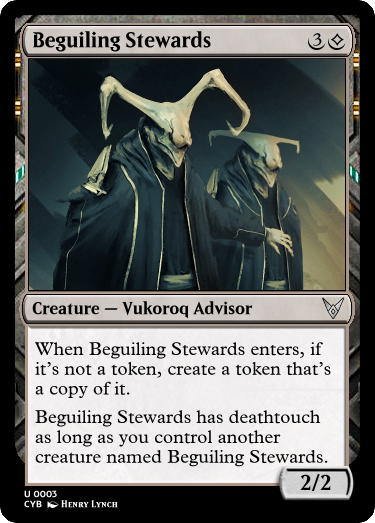 Beguiling Stewards 3
Creature — Vukoroq Advisor
When Beguiling Stewards enters, if
it's not a token, create a token that's
a copy of it.
Beguiling Stewards has deathtouch
as long as you control another
creature named Beguiling Stewards.
2/2
U 0003
CYB Henry Lynch